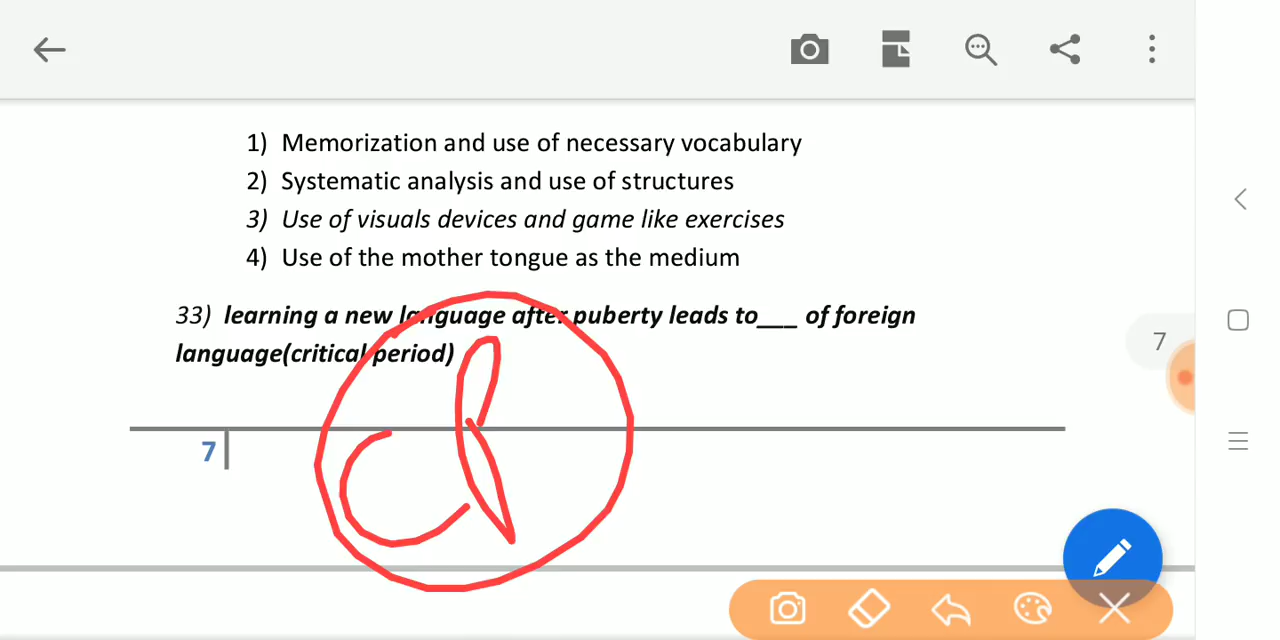 1) Memorization and use of necessary vocabulary
2) Systematic analysis and use of structures
3) Use of visuals devices and game like exercises
4) Use of the mother tongue as the medium
33) learning a new language after puberty leads to___ of foreign
language(critical period)
7
7